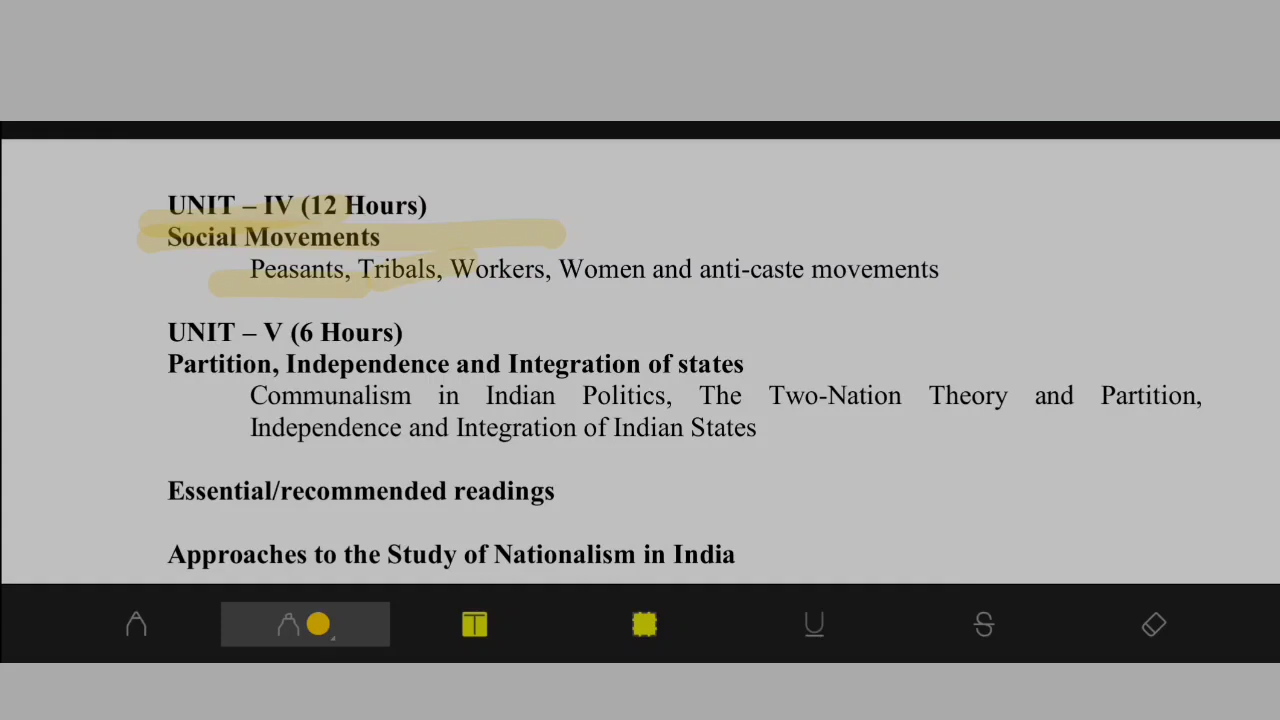 UNIT – IV (12 Hours)
Social Movements
Peasants, Tribals, Workers, Women and anti-caste movements
UNIT – V (6 Hours)
Partition, Independence and Integration of states
Communalism in Indian Politics, The Two-Nation Theory and Partition,
Independence and Integration of Indian States
Essential/recommended readings
Approaches to the Study of Nationalism in India